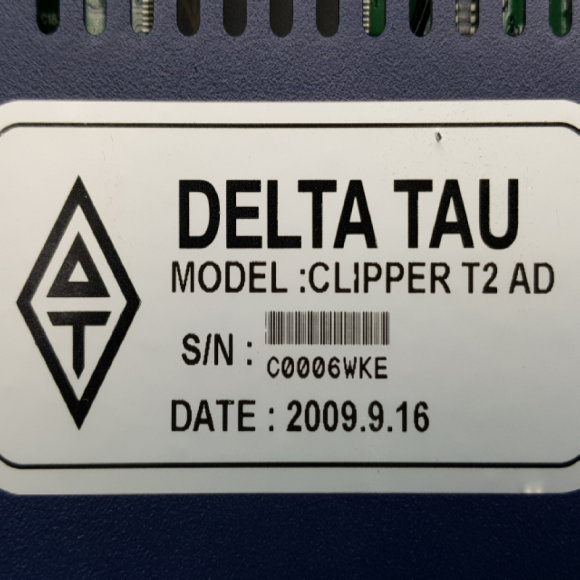 DELTA TAU
MODEL :CLIPPER T2 AD
S/N :
C0006WKE
DATE : 2009.9.16